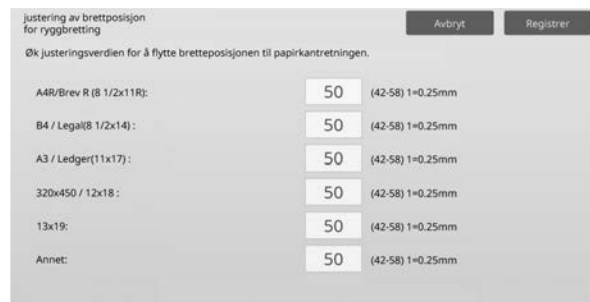 justering av brettposisjon
for ryggbretting
Avbryt
Registrer
Øk justeringsverdien for å flytte bretteposisjonen til papirkantretningen.
A4R/Brev R (8 1/2x11R): 50 (42-58) 1=0.25mm
B4 / Legal(8 1/2x14) : 50 (42-58) 1=0.25mm
A3 / Ledger(11x17) : 50 (42-58) 1=0.25mm
320x450 / 12x18 : 50 (42-58) 1=0.25mm
13x19: 50 (42-58) 1=0.25mm
Annet: 50 (42-58) 1=0.25mm